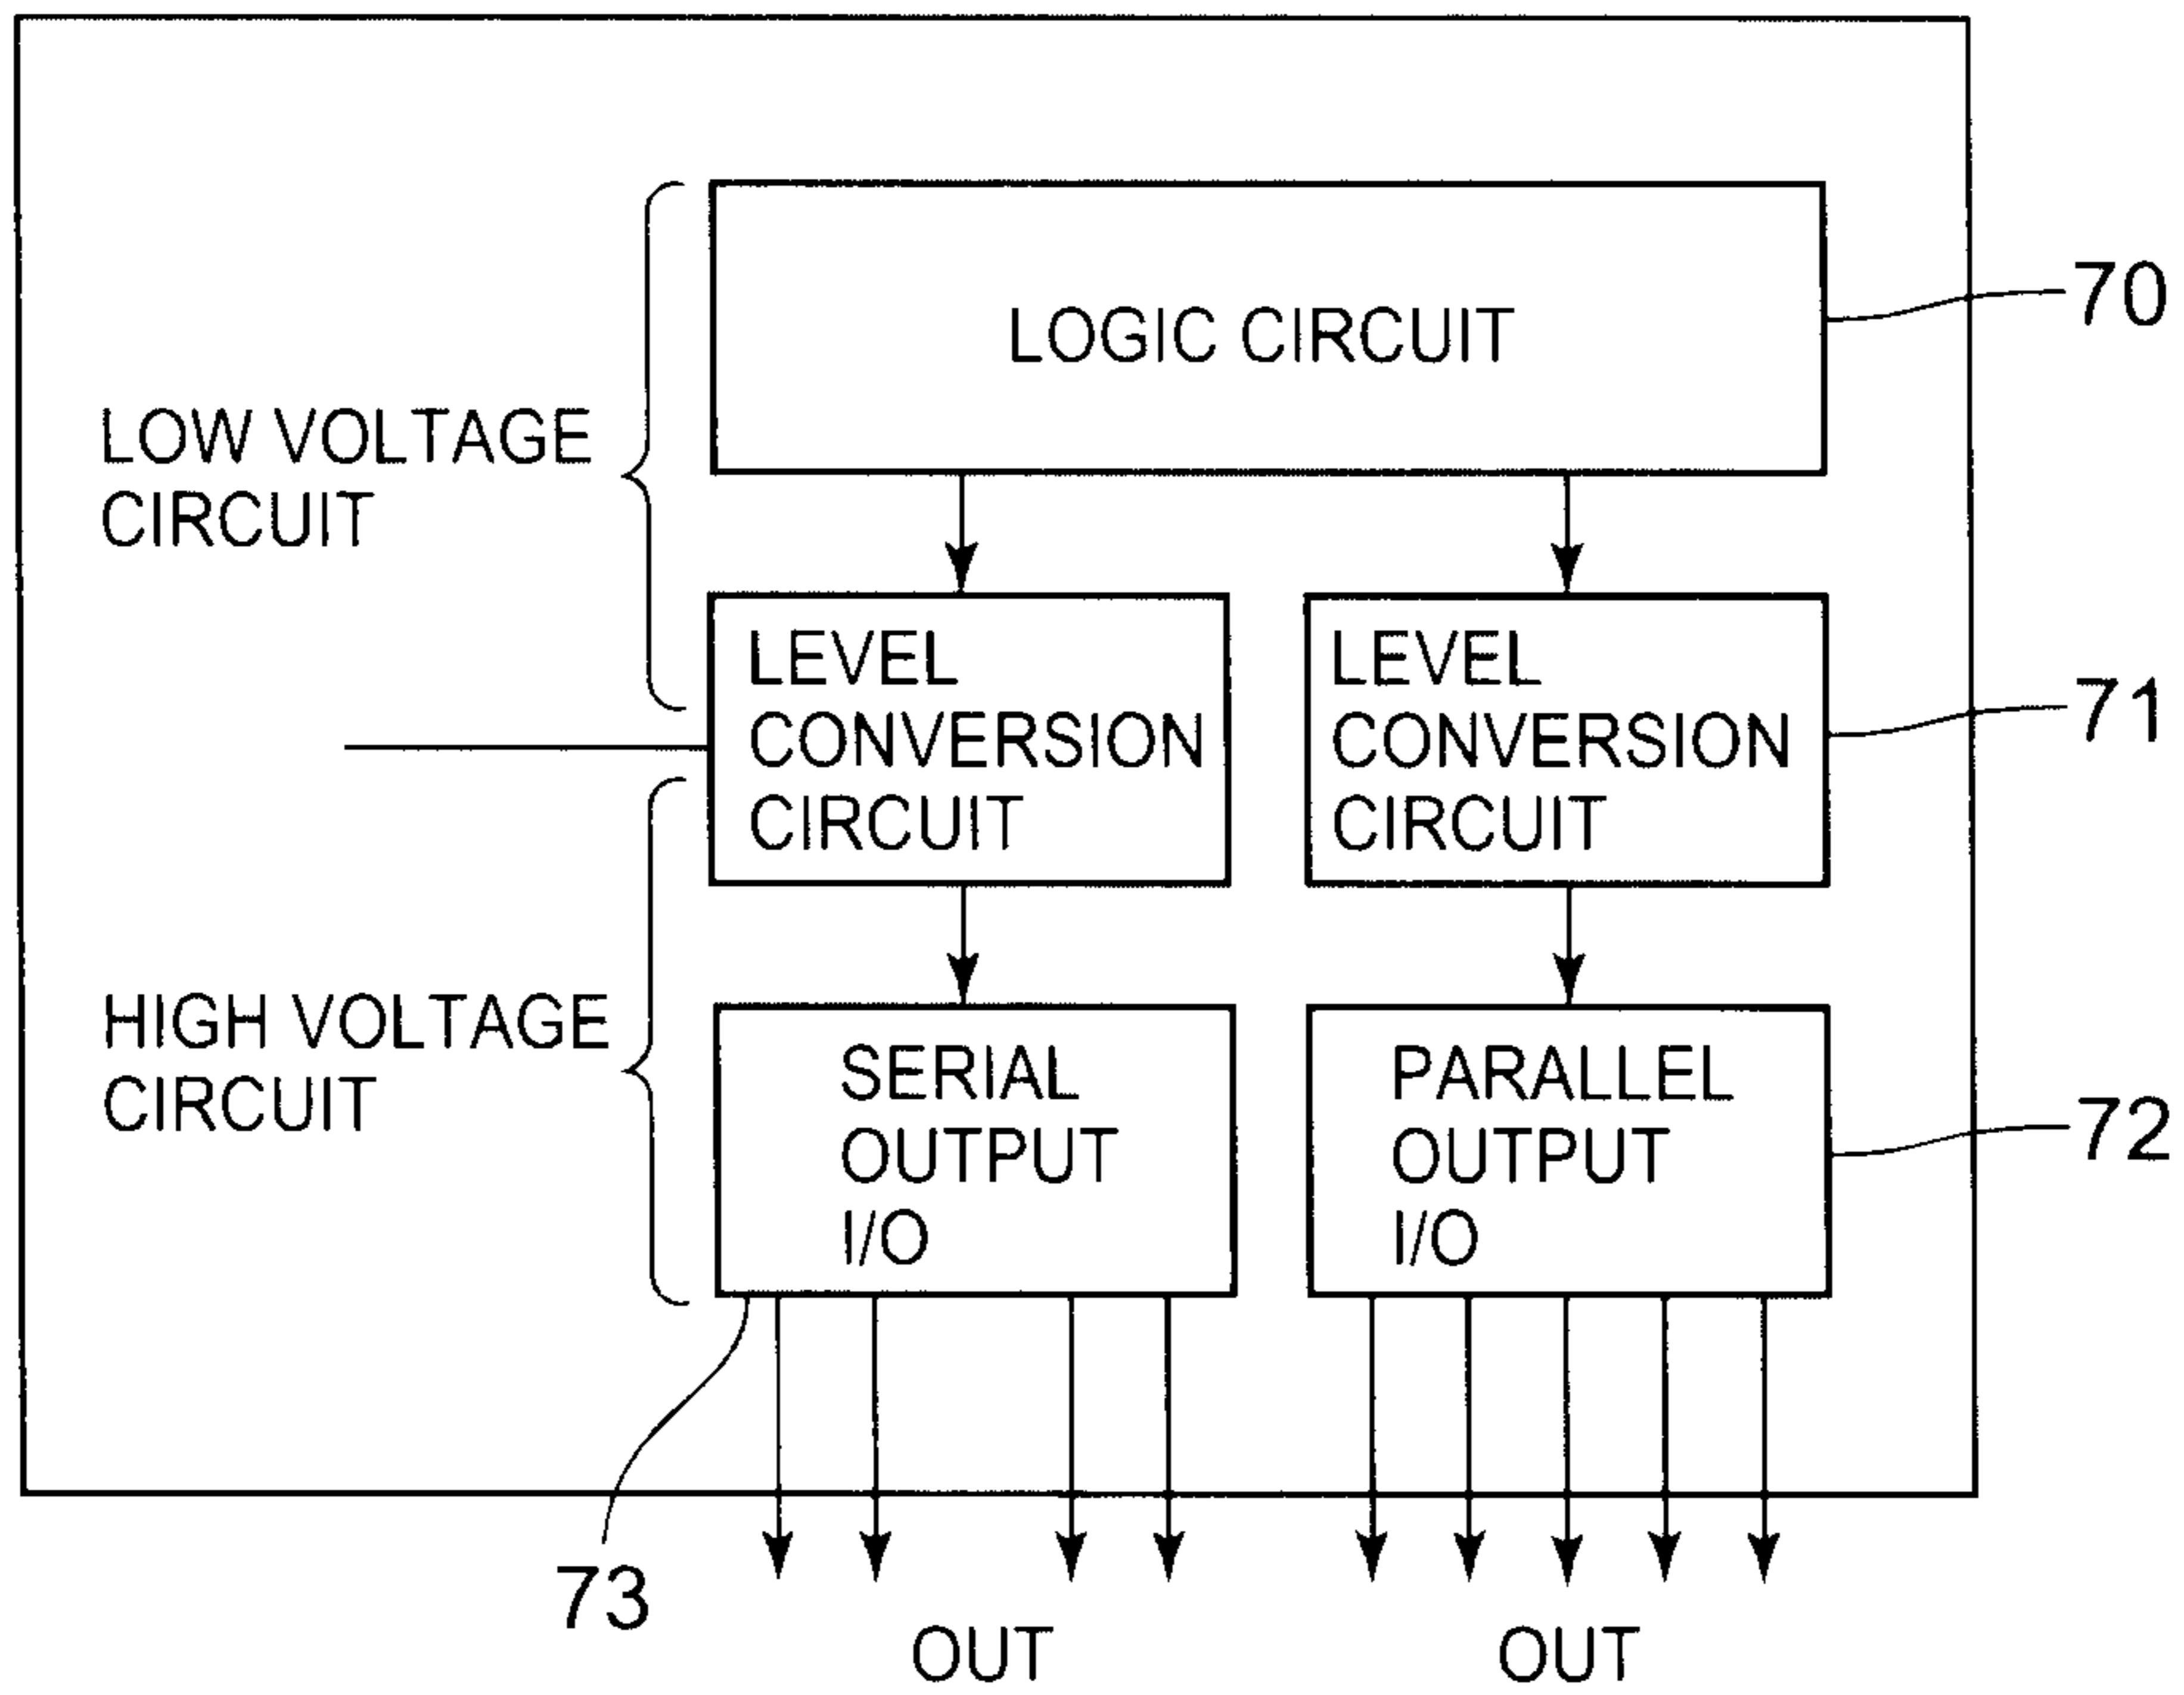 LOGIC CIRCUIT
70
LOW VOLTAGE
CIRCUIT
LEVEL
CONVERSION
CIRCUIT
LEVEL
CONVERSION
CIRCUIT
71
HIGH VOLTAGE
CIRCUIT
SERIAL
OUTPUT
I/O
PARALLEL
OUTPUT
I/O
72
73
OUT
OUT